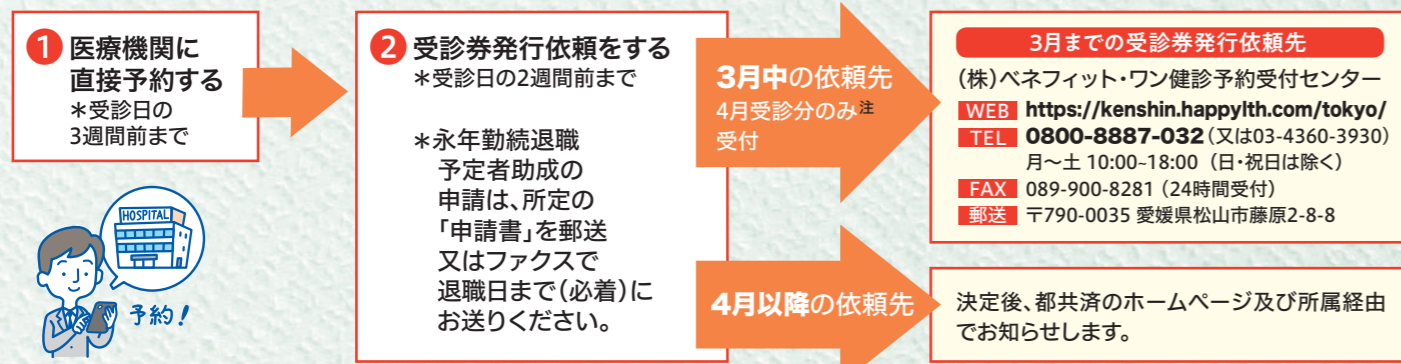 1 医療機関に
直接予約する
＊受診日の
3週間前まで
HOSPITAL
予約！
2 受診券発行依頼をする
＊受診日の2週間前まで
＊永年勤続退職
予定者助成の
申請は、所定の
「申請書」を郵送
又はファクスで
退職日まで（必着）に
お送りください。
3月中の依頼先
4月受診分のみ注
受付
3月までの受診券発行依頼先
（株）ベネフィット・ワン健診予約受付センター
WEB https://kenshin.happylth.com/tokyo/
TEL 0800-8887-032（又は03-4360-3930）
月～土 10:00~18:00（日・祝日は除く）
FAX 089-900-8281（24時間受付）
郵送 〒790-0035 愛媛県松山市藤原2-8-8
4月以降の依頼先
決定後、都共済のホームページ及び所属経由
でお知らせします。